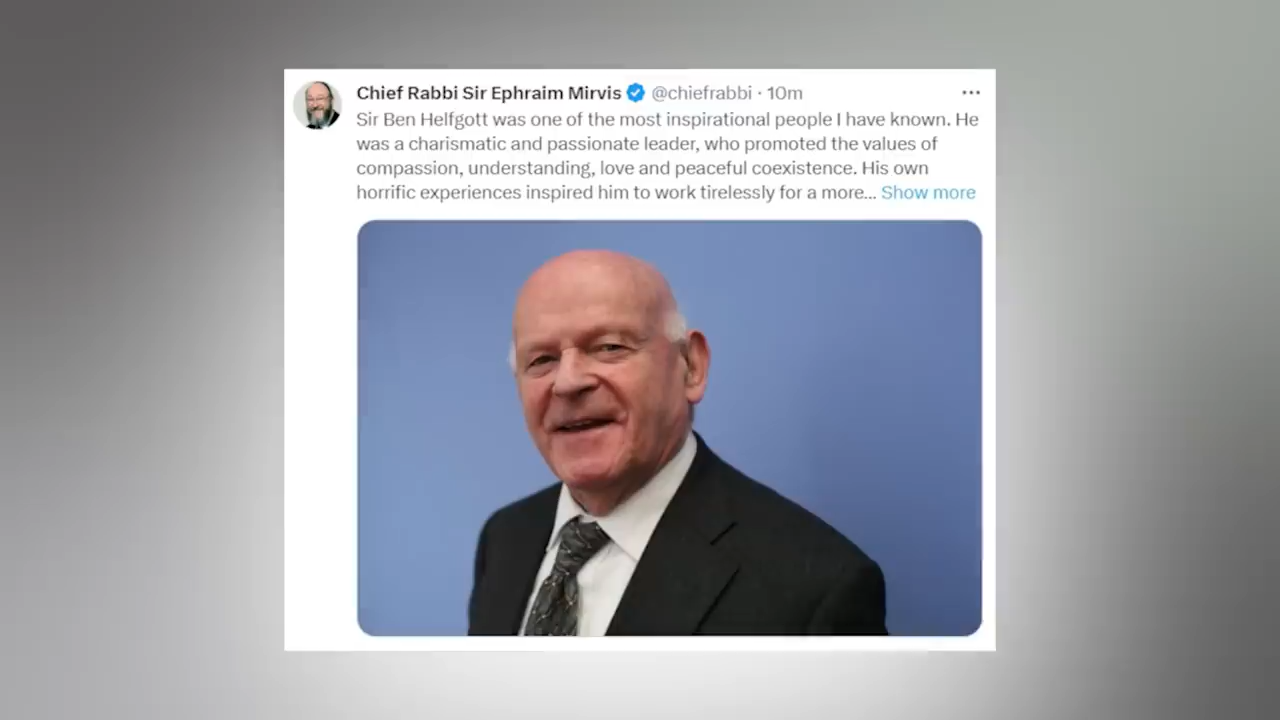 Chief Rabbi Sir Ephraim Mirvis @chiefrabbi · 10m
Sir Ben Helfgott was one of the most inspirational people I have known. He
was a charismatic and passionate leader, who promoted the values of
compassion, understanding, love and peaceful coexistence. His own
horrific experiences inspired him to work tirelessly for a more... Show more